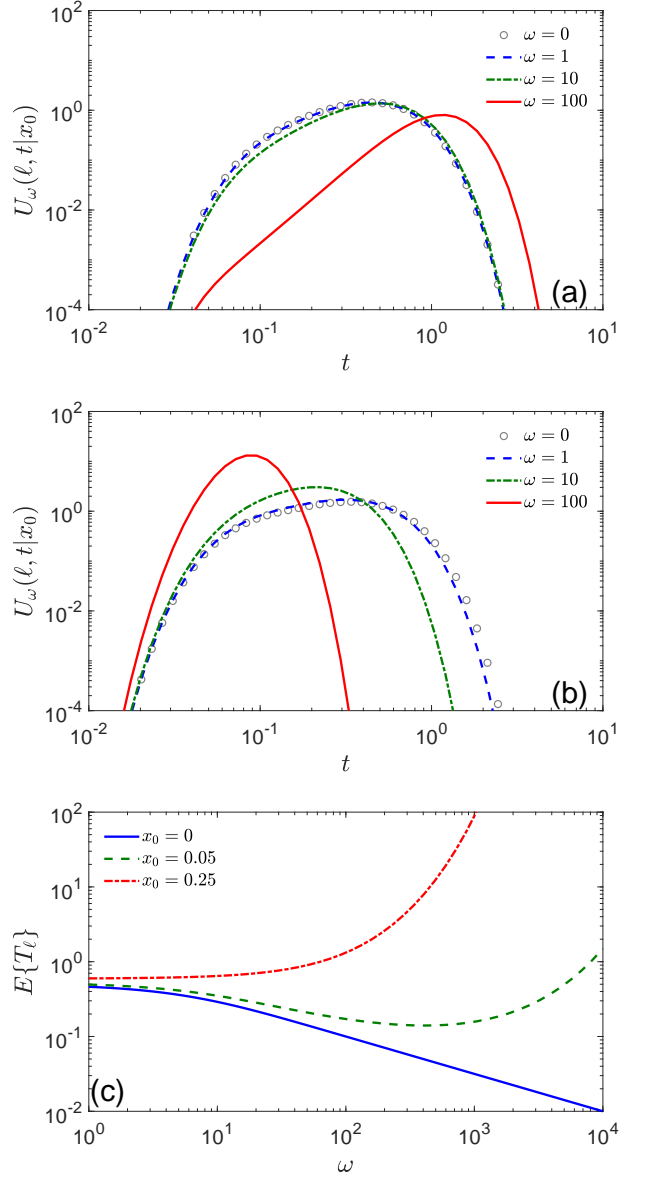 10^2
10^0
10^-2
10^-4
U_ω(ℓ, t|x_0)
ω = 0
ω = 1
ω = 10
ω = 100
(a)
10^-2
10^-1
10^0
10^1
t
10^2
10^0
10^-2
10^-4
U_ω(ℓ, t|x_0)
ω = 0
ω = 1
ω = 10
ω = 100
(b)
10^-2
10^-1
10^0
10^1
t
10^2
10^1
10^0
10^-1
10^-2
E{T_ℓ}
x_0 = 0
x_0 = 0.05
x_0 = 0.25
(c)
10^0
10^1
10^2
10^3
10^4
ω